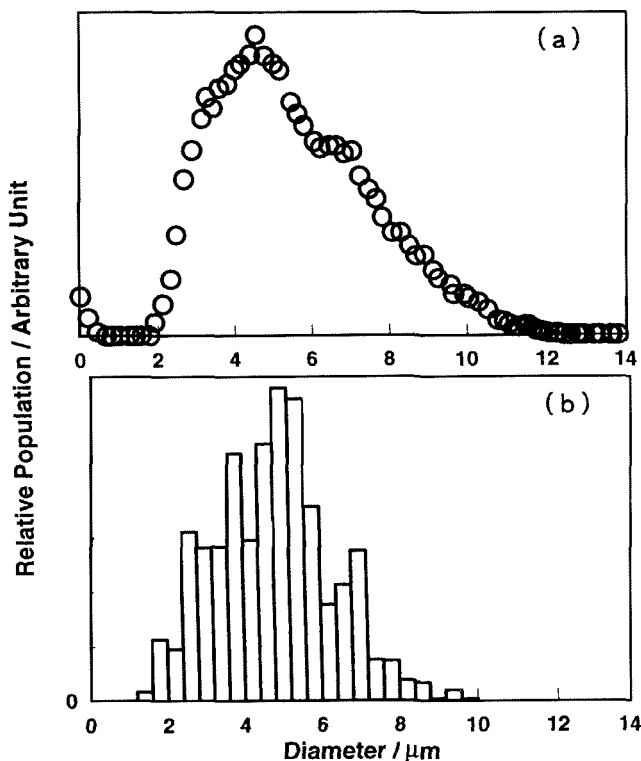 (a)
0 2 4 6 8 10 12 14
Relative Population / Arbitrary Unit
(b)
0
0 2 4 6 8 10 12 14
Diameter / μm